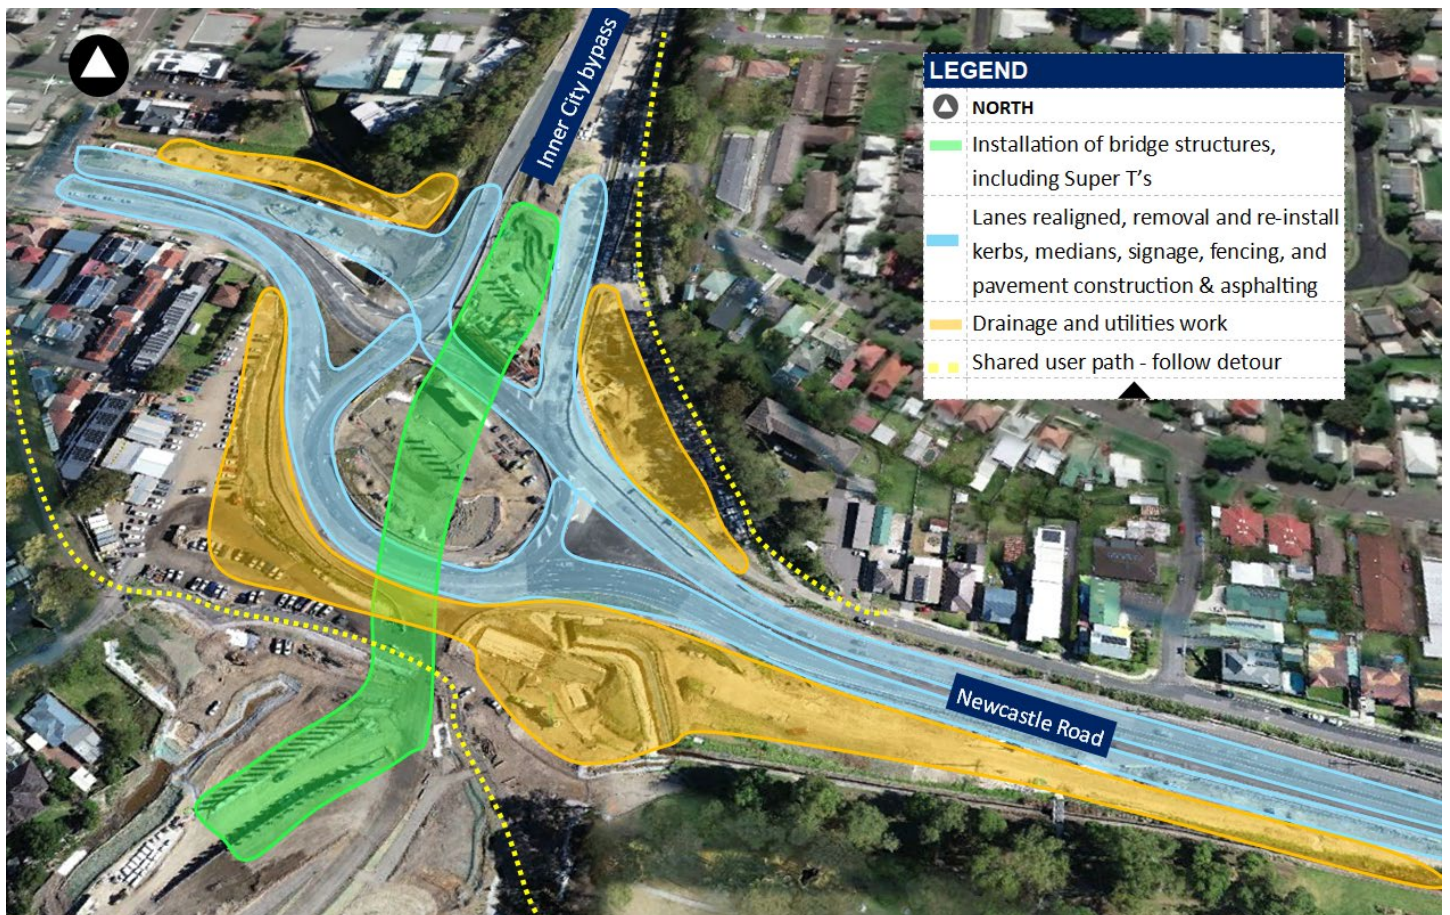 Inner City bypass
LEGEND
NORTH
Installation of bridge structures,
including Super T’s
Lanes realigned, removal and re-install
kerbs, medians, signage, fencing, and
pavement construction & asphalting
Drainage and utilities work
Shared user path - follow detour
Newcastle Road